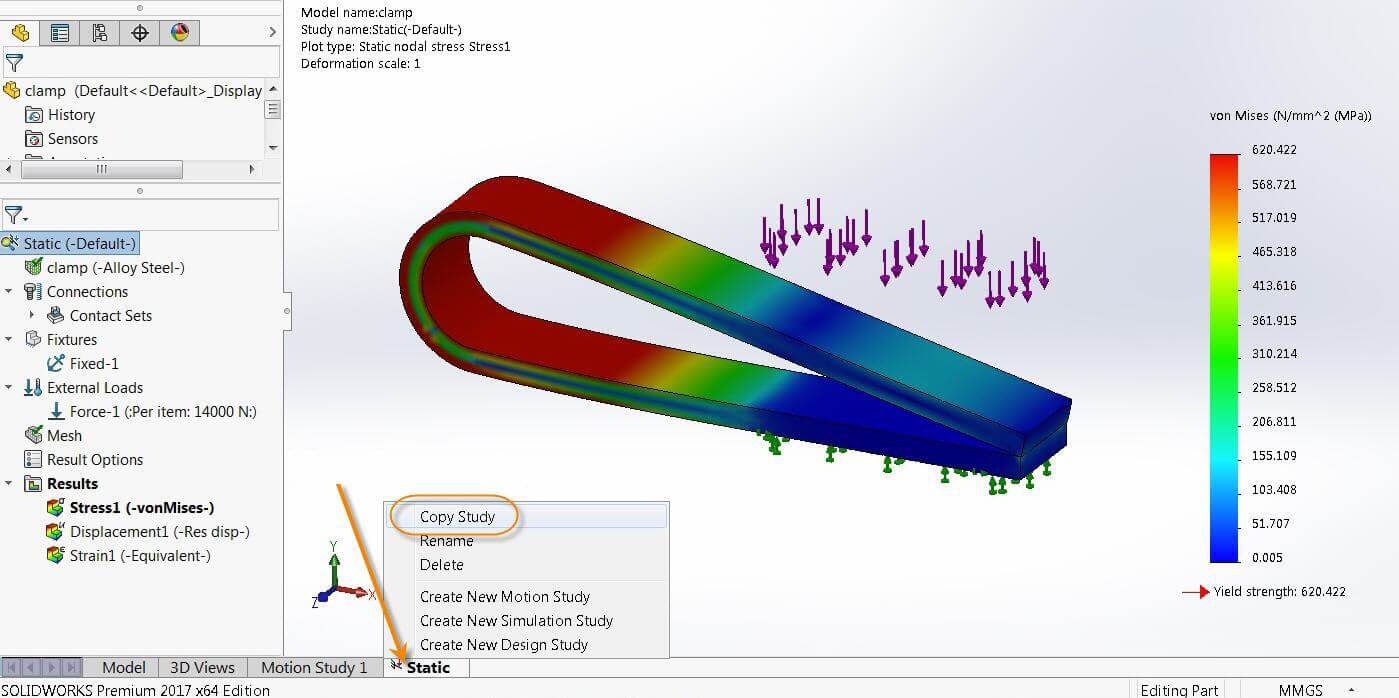 Model name:clamp
Study name:Static(-Default-)
Plot type: Static nodal stress Stress1
Deformation scale: 1
clamp (Default<<Default>_Display
History
Sensors
Static (-Default-)
clamp (-Alloy Steel-)
Connections
Contact Sets
Fixtures
Fixed-1
External Loads
Force-1 (:Per item: 14000 N:)
Mesh
Result Options
Results
Stress1 (-vonMises-)
Displacement1 (-Res disp-)
Strain1 (-Equivalent-)
von Mises (N/mm^2 (MPa))
620.422
568.721
517.019
465.318
413.616
361.915
310.214
258.512
206.811
155.109
103.408
51.707
0.005
Yield strength: 620.422
Y
X
Z
Copy Study
Rename
Delete
Create New Motion Study
Create New Simulation Study
Create New Design Study
Model
3D Views
Motion Study 1
Static
SOLIDWORKS Premium 2017 x64 Edition
Editing Part
MMGS